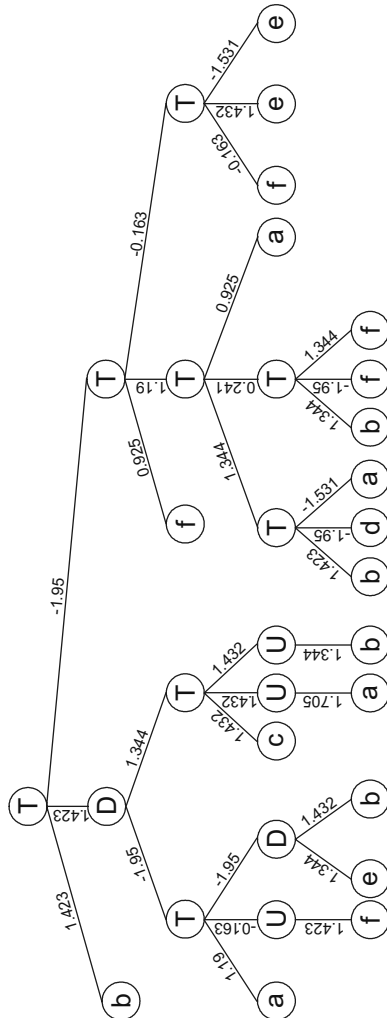 T
1.423 1.423 -1.95
b D T
-1.95 1.344 0.925 1.19 -0.163
T T f T T
1.19 -0.163 -1.95 1.432 1.432 1.432 1.344 0.241 0.925 -0.163 1.432 -1.531
a U D c U U T T a f e e
1.423 1.344 1.432 1.705 1.344 1.423 -1.95 -1.531 1.344 -1.95 1.344
f e b a b b d a b f f